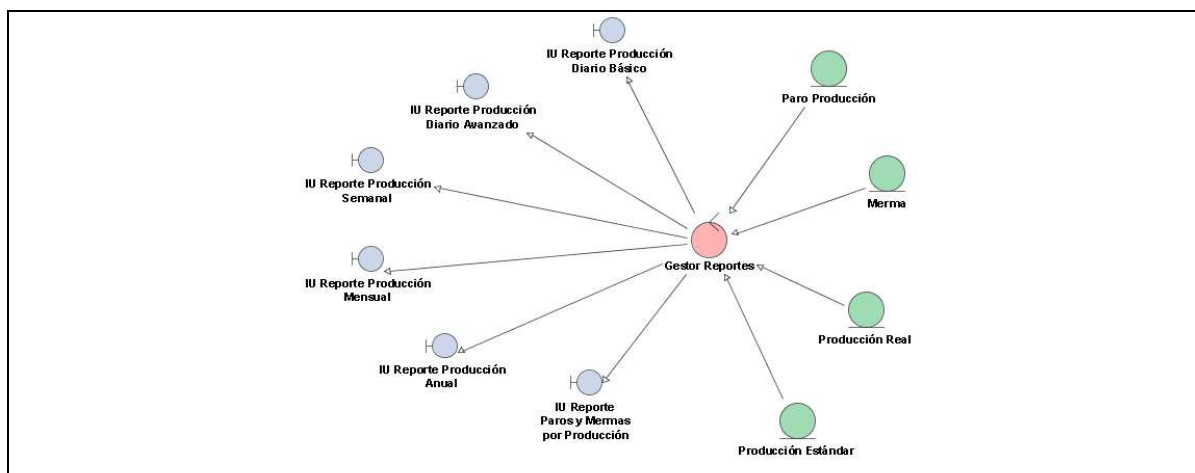 IU Reporte Producción
Diario Básico
IU Reporte Producción
Diario Avanzado
Paro Producción
IU Reporte Producción
Semanal
Merma
Gestor Reportes
IU Reporte Producción
Mensual
Producción Real
IU Reporte Producción
Anual
IU Reporte
Paros y Mermas
por Producción
Producción Estándar